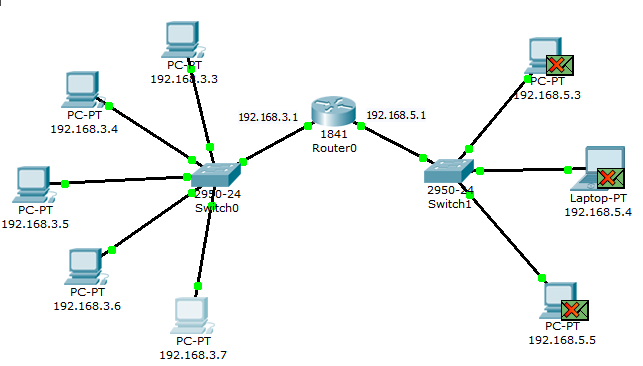 PC-PT
192.168.3.3
PC-PT
192.168.3.4
PC-PT
192.168.3.5
PC-PT
192.168.3.6
PC-PT
192.168.3.7
2950-24
Switch0
192.168.3.1
1841
Router0
192.168.5.1
2950-24
Switch1
PC-PT
192.168.5.3
Laptop-PT
192.168.5.4
PC-PT
192.168.5.5